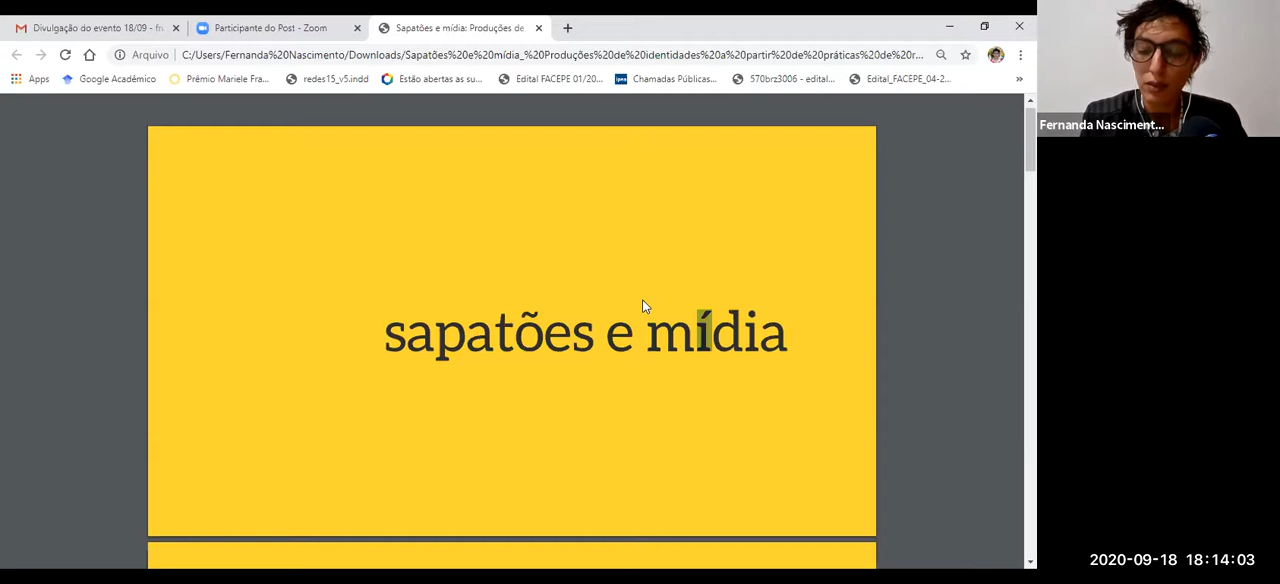 Divulgação do evento 18/09 - fr
Participante do Post - Zoom
Sapatões e mídia: Produções de
Arquivo
C:/Users/Fernanda%20Nascimento/Downloads/Sapatões%20e%20mídia_%20Produções%20de%20identidades%20a%20partir%20de%20práticas%20de%20r...
Apps
Google Acadêmico
Prêmio Mariele Fra...
redes15_v5.indd
Estão abertas as su...
Edital FACEPE 01/20...
ipea
Chamadas Públicas...
570brz3006 - edital...
Edital_FACEPE_04-2...
»
sapatões e mídia
Fernanda Nasciment...
2020-09-18 18:14:03